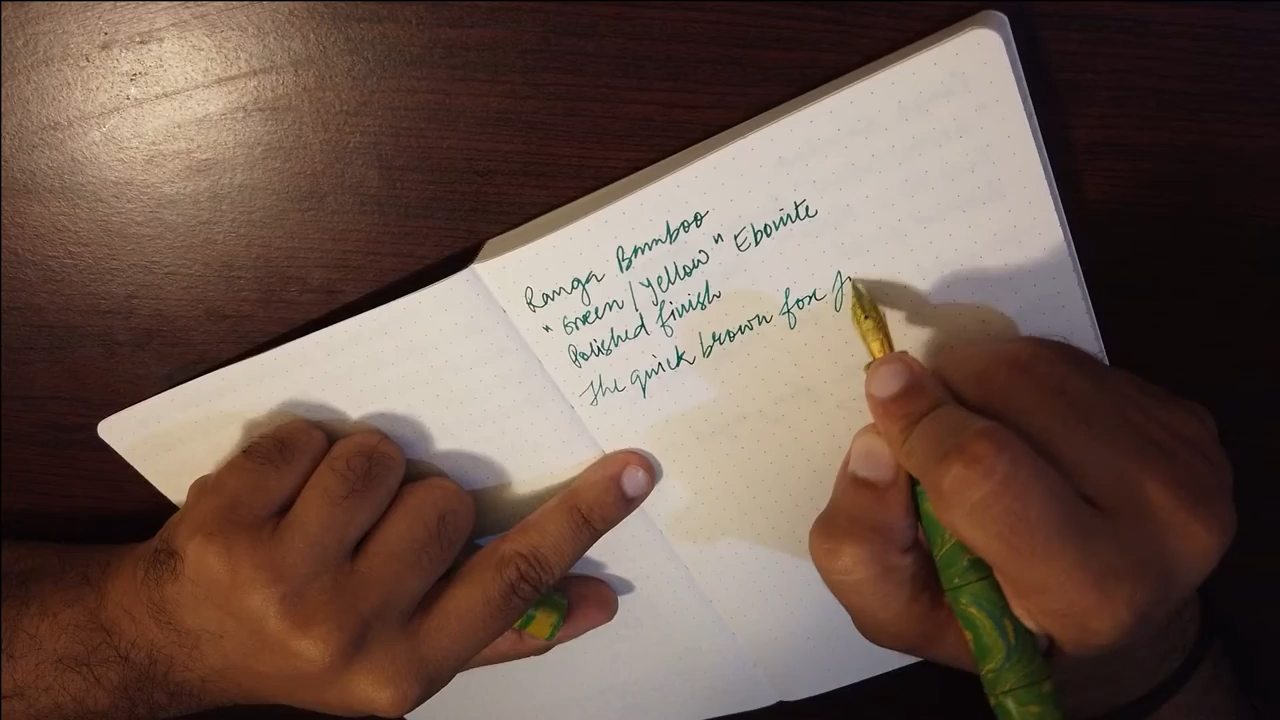 Ranga Bamboo
"Green/Yellow" Ebonite
Polished finish
The quick brown fox j